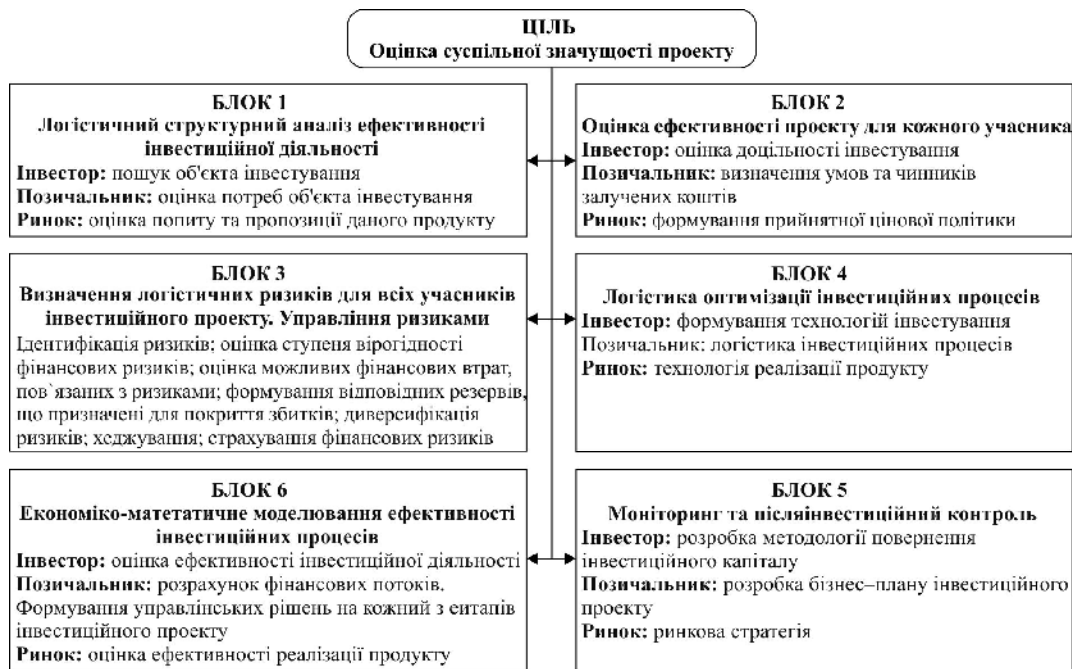 ЦІЛЬ
Оцінка суспільної значущості проекту
БЛОК 1
Логістичний структурний аналіз ефективності
інвестиційної діяльності
Інвестор: пошук об'єкта інвестування
Позичальник: оцінка потреб об'єкта інвестування
Ринок: оцінка попиту та пропозиції даного продукту
БЛОК 2
Оцінка ефективності проекту для кожного учасника
Інвестор: оцінка доцільності інвестування
Позичальник: визначення умов та чинників
залучених коштів
Ринок: формування прийнятної цінової політики
БЛОК 3
Визначення логістичних ризиків для всіх учасників
інвестиційного проекту. Управління ризиками
Ідентифікація ризиків; оцінка ступеня вірогідності
фінансових ризиків; оцінка можливих фінансових втрат,
пов`язаних з ризиками; формування відповідних резервів,
що призначені для покриття збитків; диверсифікація
ризиків; хеджування; страхування фінансових ризиків
БЛОК 4
Логістика оптимізації інвестиційних процесів
Інвестор: формування технологій інвестування
Позичальник: логістика інвестиційних процесів
Ринок: технологія реалізації продукту
БЛОК 6
Економіко-матетатичне моделювання ефективності
інвестиційних процесів
Інвестор: оцінка ефективності інвестиційної діяльності
Позичальник: розрахунок фінансових потоків.
Формування управлінських рішень на кожний з етапів
інвестиційного проекту
Ринок: оцінка ефективності реалізації продукту
БЛОК 5
Моніторинг та післяінвестиційний контроль
Інвестор: розробка методології повернення
інвестиційного капіталу
Позичальник: розробка бізнес–плану інвестиційного
проекту
Ринок: ринкова стратегія